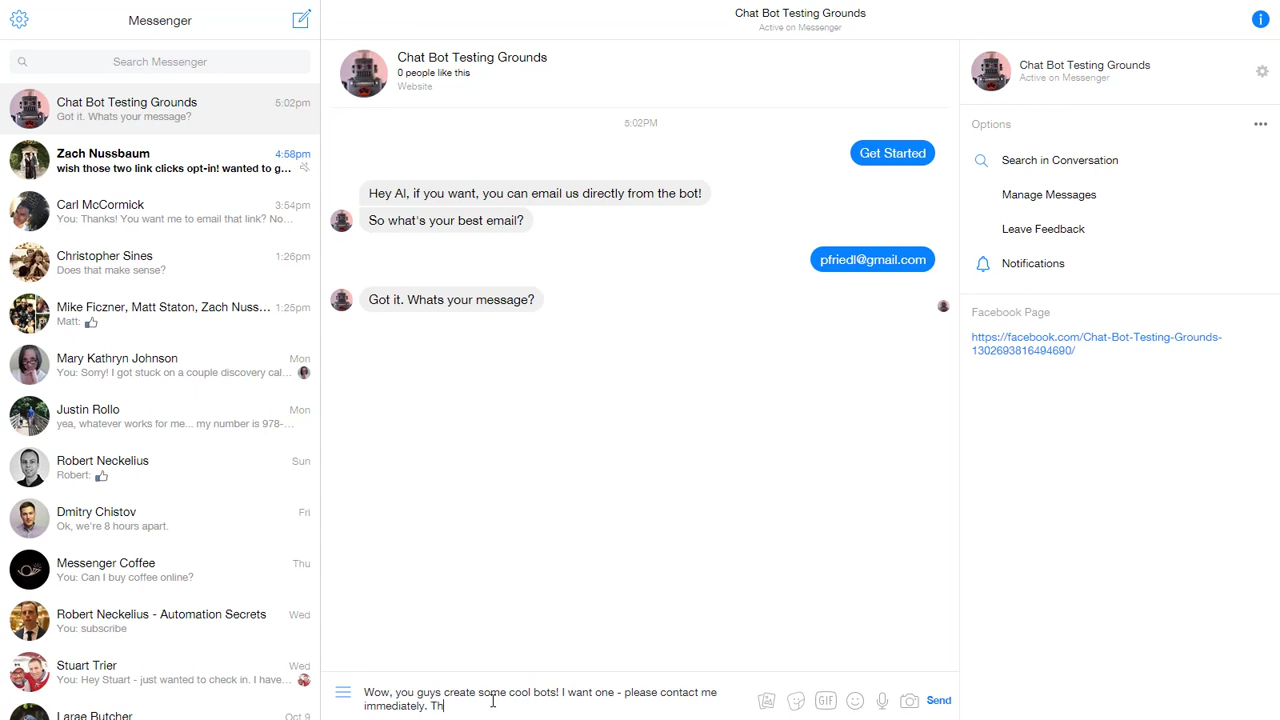 Messenger
Search Messenger
Chat Bot Testing Grounds 5:02pm
Got it. Whats your message?
Zach Nussbaum 4:58pm
wish those two link clicks opt-in! wanted to g...
Carl McCormick 3:54pm
You: Thanks! You want me to email that link? No...
Christopher Sines 1:26pm
Does that make sense?
Mike Ficzner, Matt Staton, Zach Nuss... 1:25pm
Matt:
Mary Kathryn Johnson Mon
You: Sorry! I got stuck on a couple discovery cal...
Justin Rollo Mon
You: yea, whatever works for me... my number is 978-...
Robert Neckelius Sun
Robert:
Dmitry Chistov Fri
Ok, we're 8 hours apart.
Messenger Coffee Thu
You: Can I buy coffee online?
Robert Neckelius - Automation Secrets Wed
You: subscribe
Stuart Trier Wed
You: Hey Stuart - just wanted to check in. I have...
Larae Butcher Oct 9
Chat Bot Testing Grounds
Active on Messenger
Chat Bot Testing Grounds
0 people like this
Website
5:02PM
Get Started
Hey Al, if you want, you can email us directly from the bot!
So what's your best email?
pfriedl@gmail.com
Got it. Whats your message?
Wow, you guys create some cool bots! I want one - please contact me
immediately. Th
GIF
Send
Chat Bot Testing Grounds
Active on Messenger
Options
Search in Conversation
Manage Messages
Leave Feedback
Notifications
Facebook Page
https://facebook.com/Chat-Bot-Testing-Grounds-
1302693816494690/